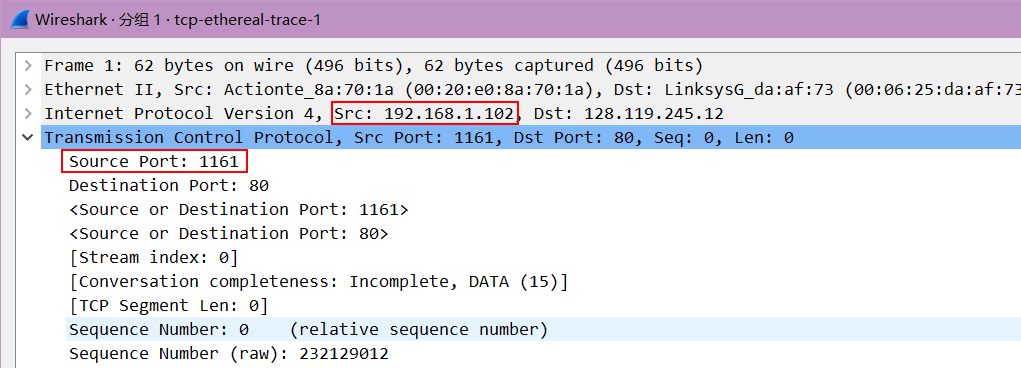 Wireshark · 分组 1 · tcp-ethereal-trace-1
Frame 1: 62 bytes on wire (496 bits), 62 bytes captured (496 bits)
Ethernet II, Src: Actionte_8a:70:1a (00:20:e0:8a:70:1a), Dst: LinksysG_da:af:73 (00:06:25:da:af:73
Internet Protocol Version 4, Src: 192.168.1.102, Dst: 128.119.245.12
Transmission Control Protocol, Src Port: 1161, Dst Port: 80, Seq: 0, Len: 0
Source Port: 1161
Destination Port: 80
<Source or Destination Port: 1161>
<Source or Destination Port: 80>
[Stream index: 0]
[Conversation completeness: Incomplete, DATA (15)]
[TCP Segment Len: 0]
Sequence Number: 0    (relative sequence number)
Sequence Number (raw): 232129012